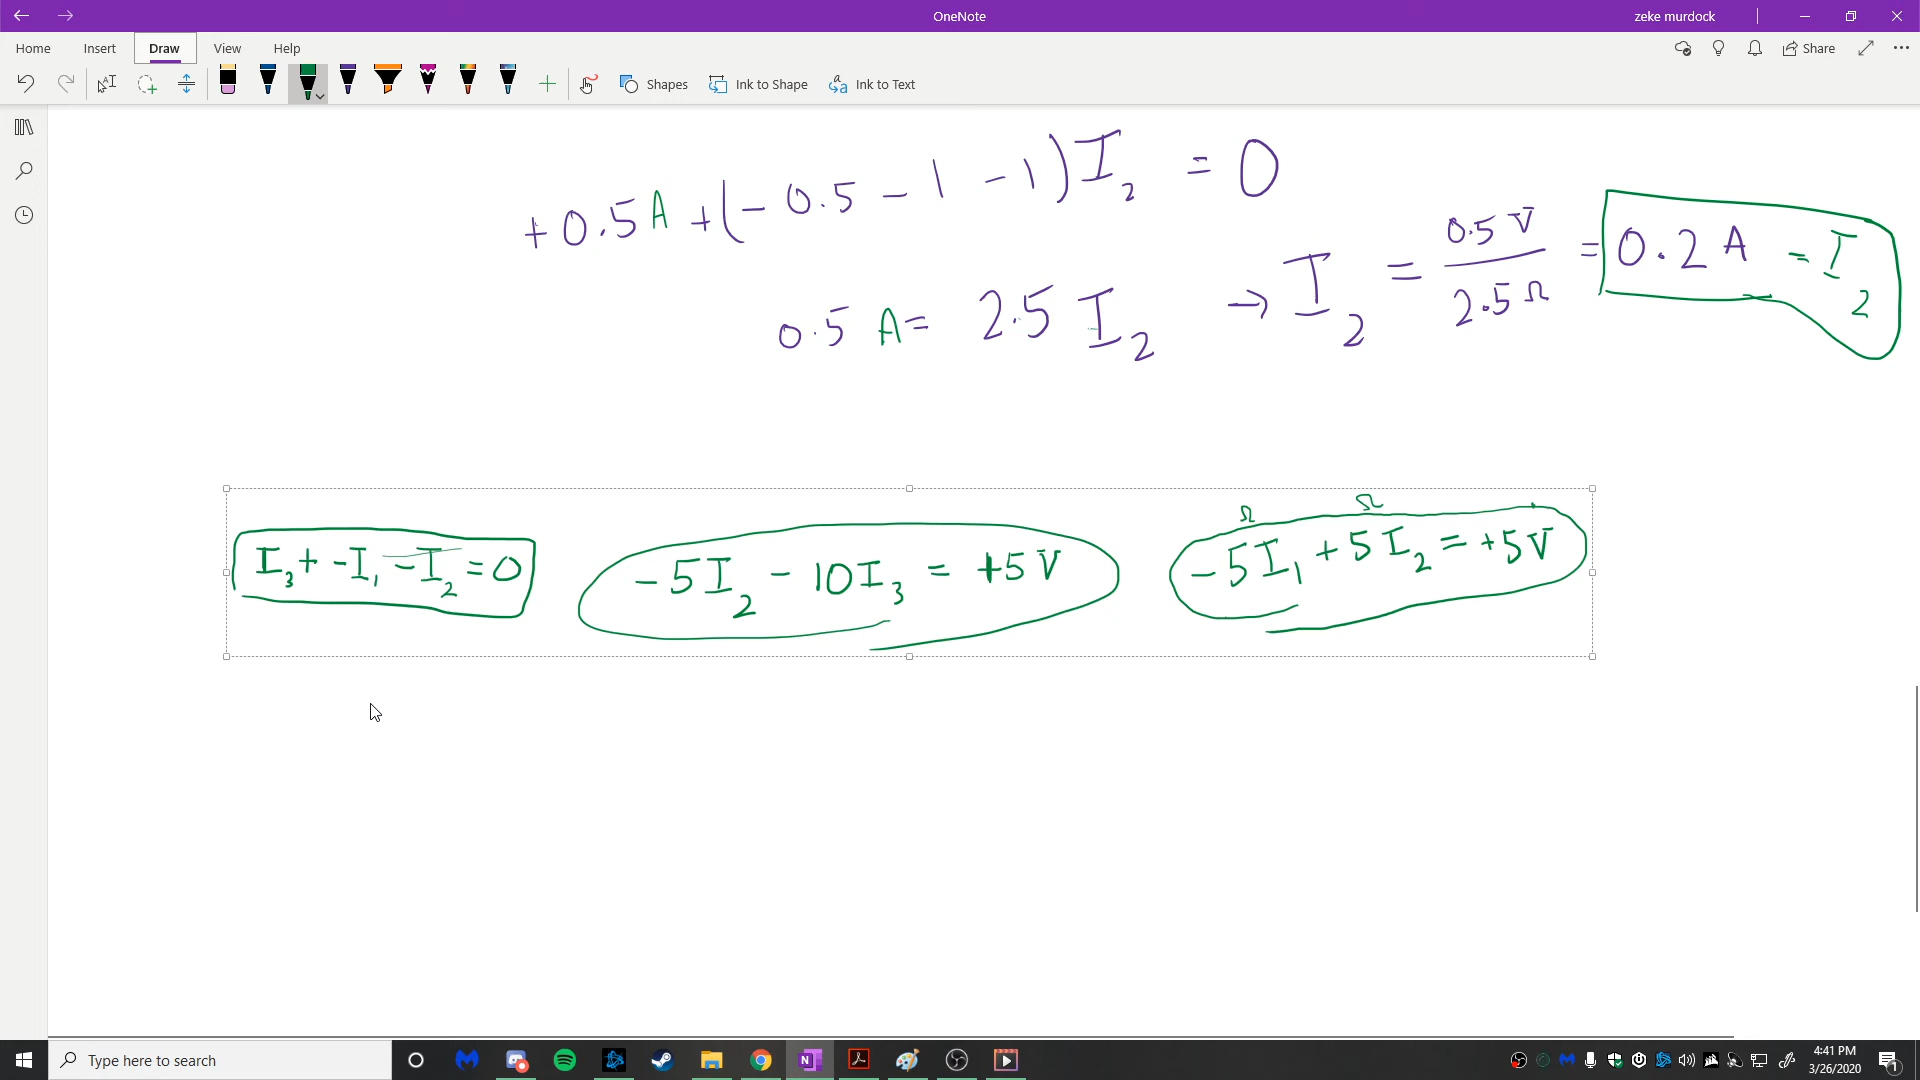 OneNote
zeke murdock
Home Insert Draw View Help
Share
Shapes Ink to Shape Ink to Text
+0.5A +(-0.5-1-1)I₂ = 0
0.5 A= 2.5 I₂ → I₂ = 0.5 V / 2.5 Ω = 0.2 A = I₂
Ω Ω
I₃+ -I₁ -I₂ =0
-5I₂ - 10I₃ = +5 V
-5I₁ +5I₂ = +5V
Type here to search
4:41 PM
3/26/2020